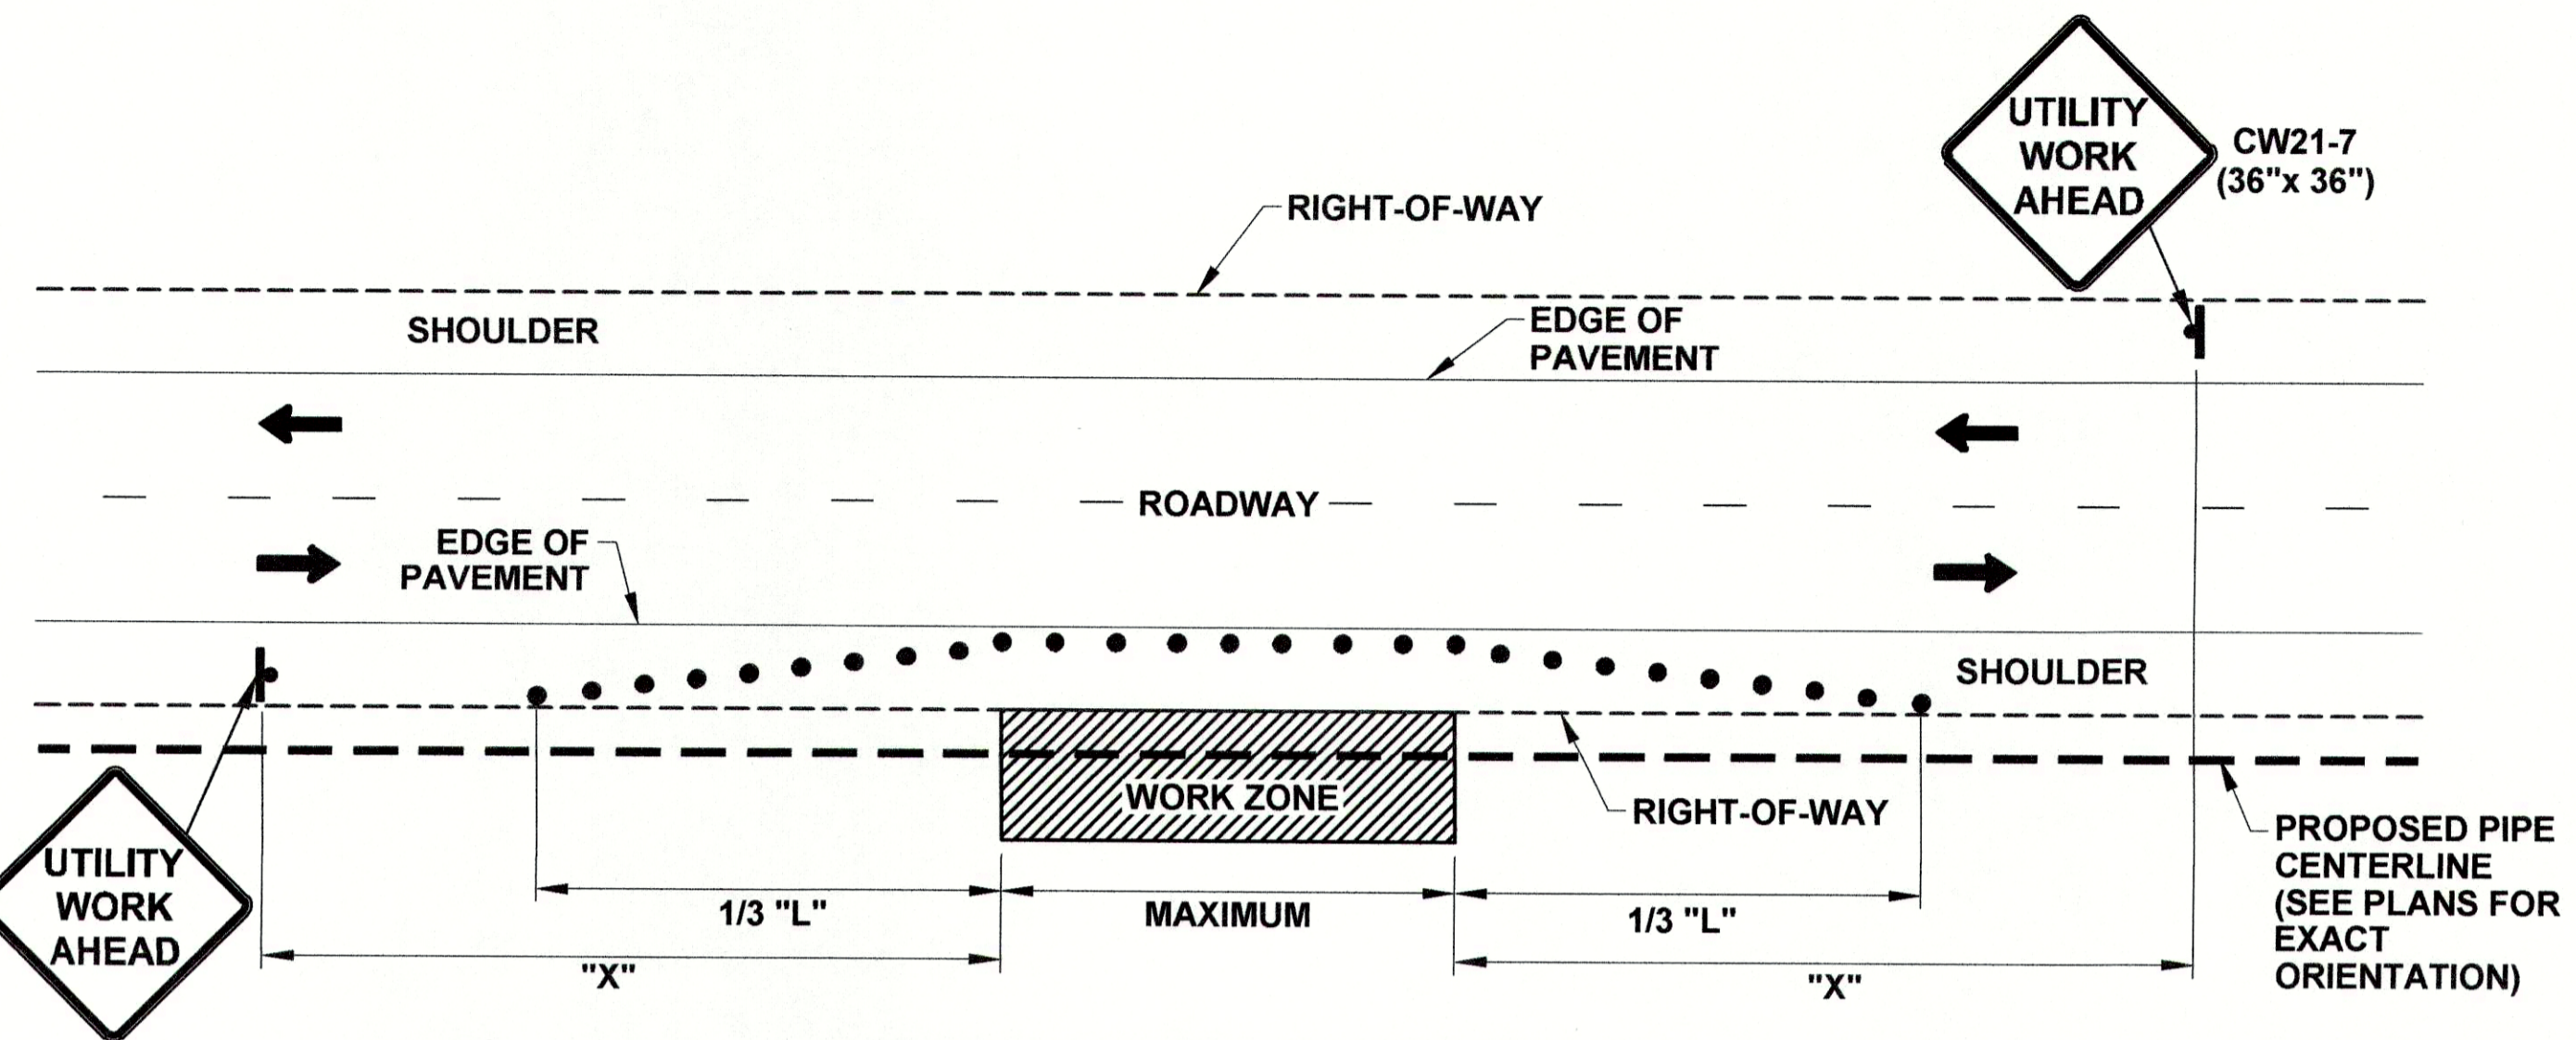 UTILITY
WORK
AHEAD
CW21-7
(36"x 36")
RIGHT-OF-WAY
SHOULDER
EDGE OF
PAVEMENT
ROADWAY
EDGE OF
PAVEMENT
SHOULDER
WORK ZONE
RIGHT-OF-WAY
PROPOSED PIPE
CENTERLINE
(SEE PLANS FOR
EXACT
ORIENTATION)
UTILITY
WORK
AHEAD
1/3 "L"
MAXIMUM
1/3 "L"
"X"
"X"